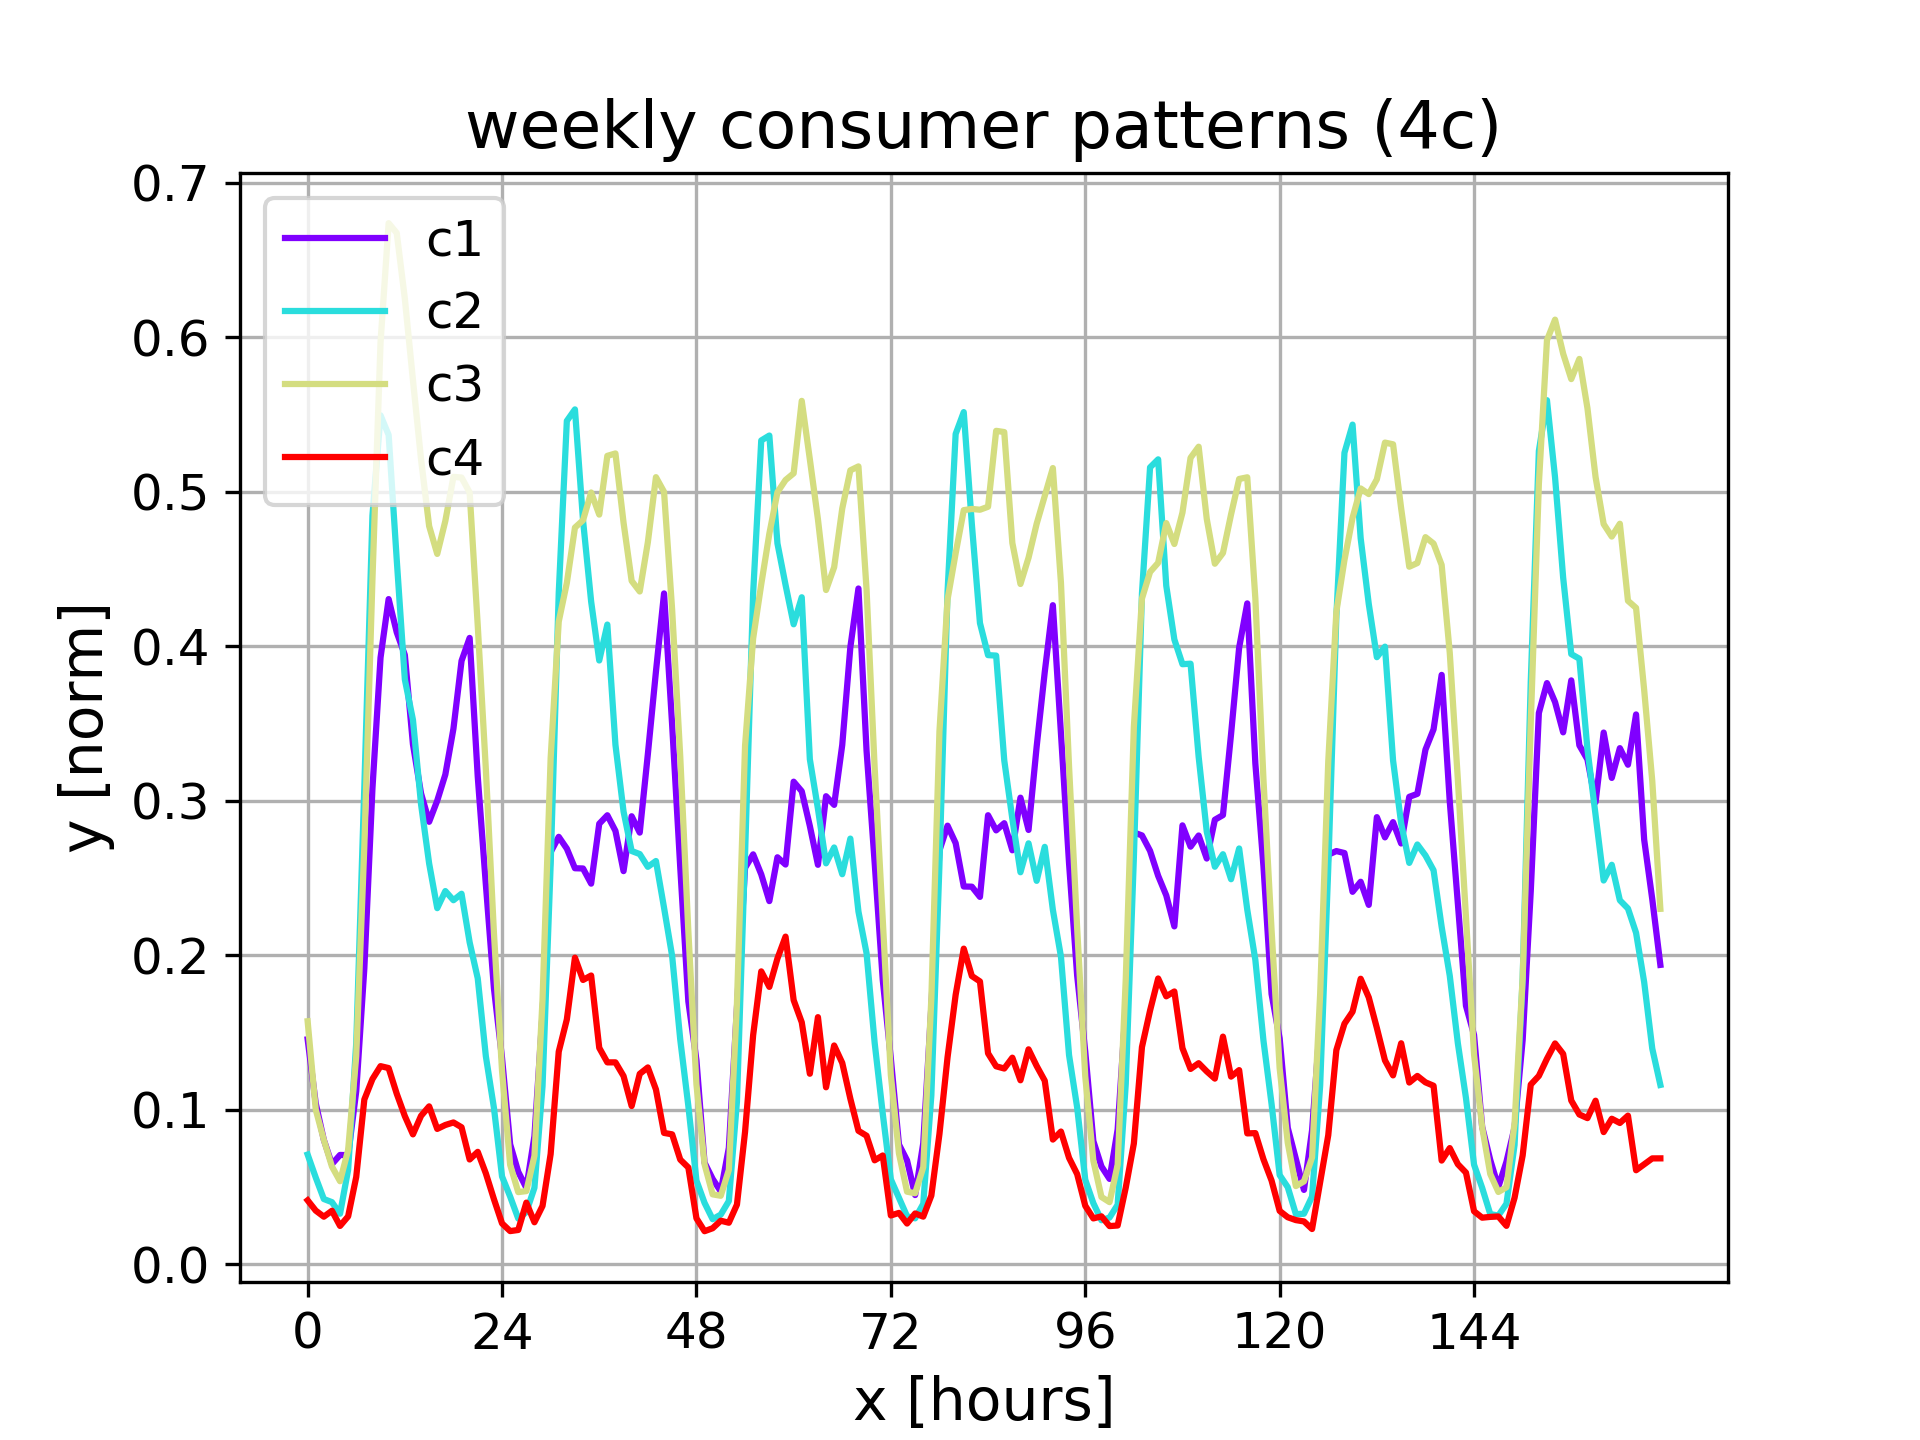 weekly consumer patterns (4c)
c1
c2
c3
c4
0.7
0.6
0.5
0.4
0.3
0.2
0.1
0.0
y [norm]
0 24 48 72 96 120 144
x [hours]